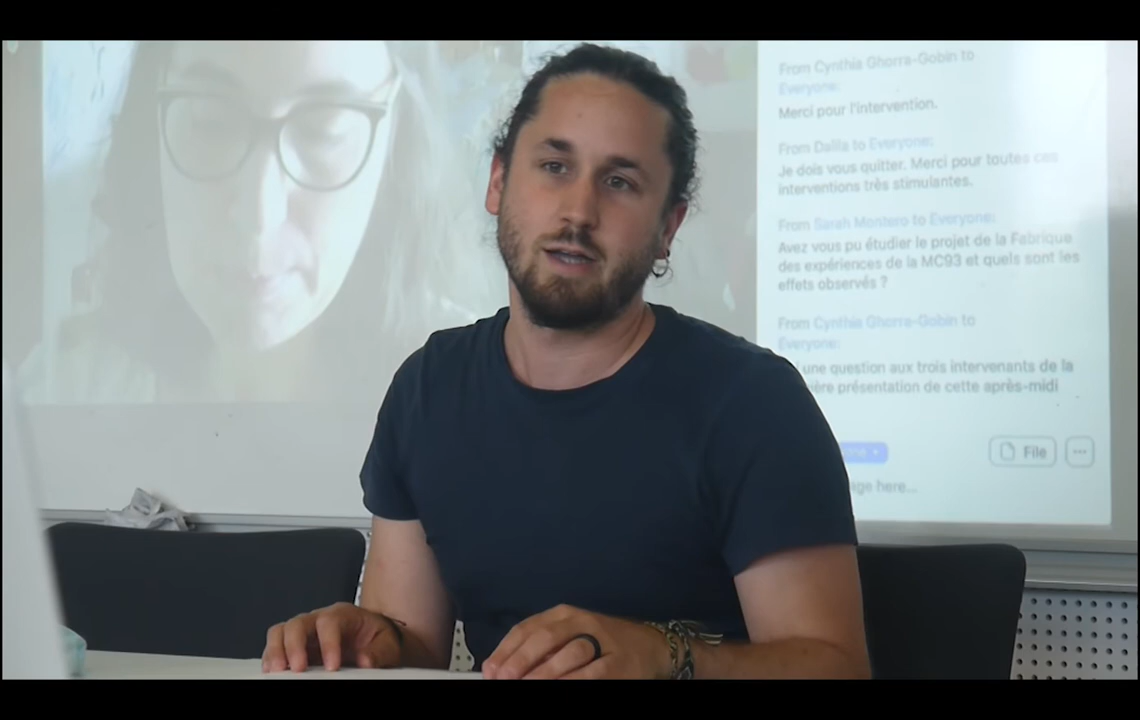 From Cynthia Ghorra-Gobin to
Everyone:
Merci pour l'intervention.
From Dalila to Everyone:
Je dois vous quitter. Merci pour toutes ces
interventions très stimulantes.
From Sarah Montero to Everyone:
Avez vous pu étudier le projet de la Fabrique
des expériences de la MC93 et quels sont les
effets observés ?
From Cynthia Ghorra-Gobin to
Everyone:
une question aux trois intervenants de la
présentation de cette après-midi
File
here...